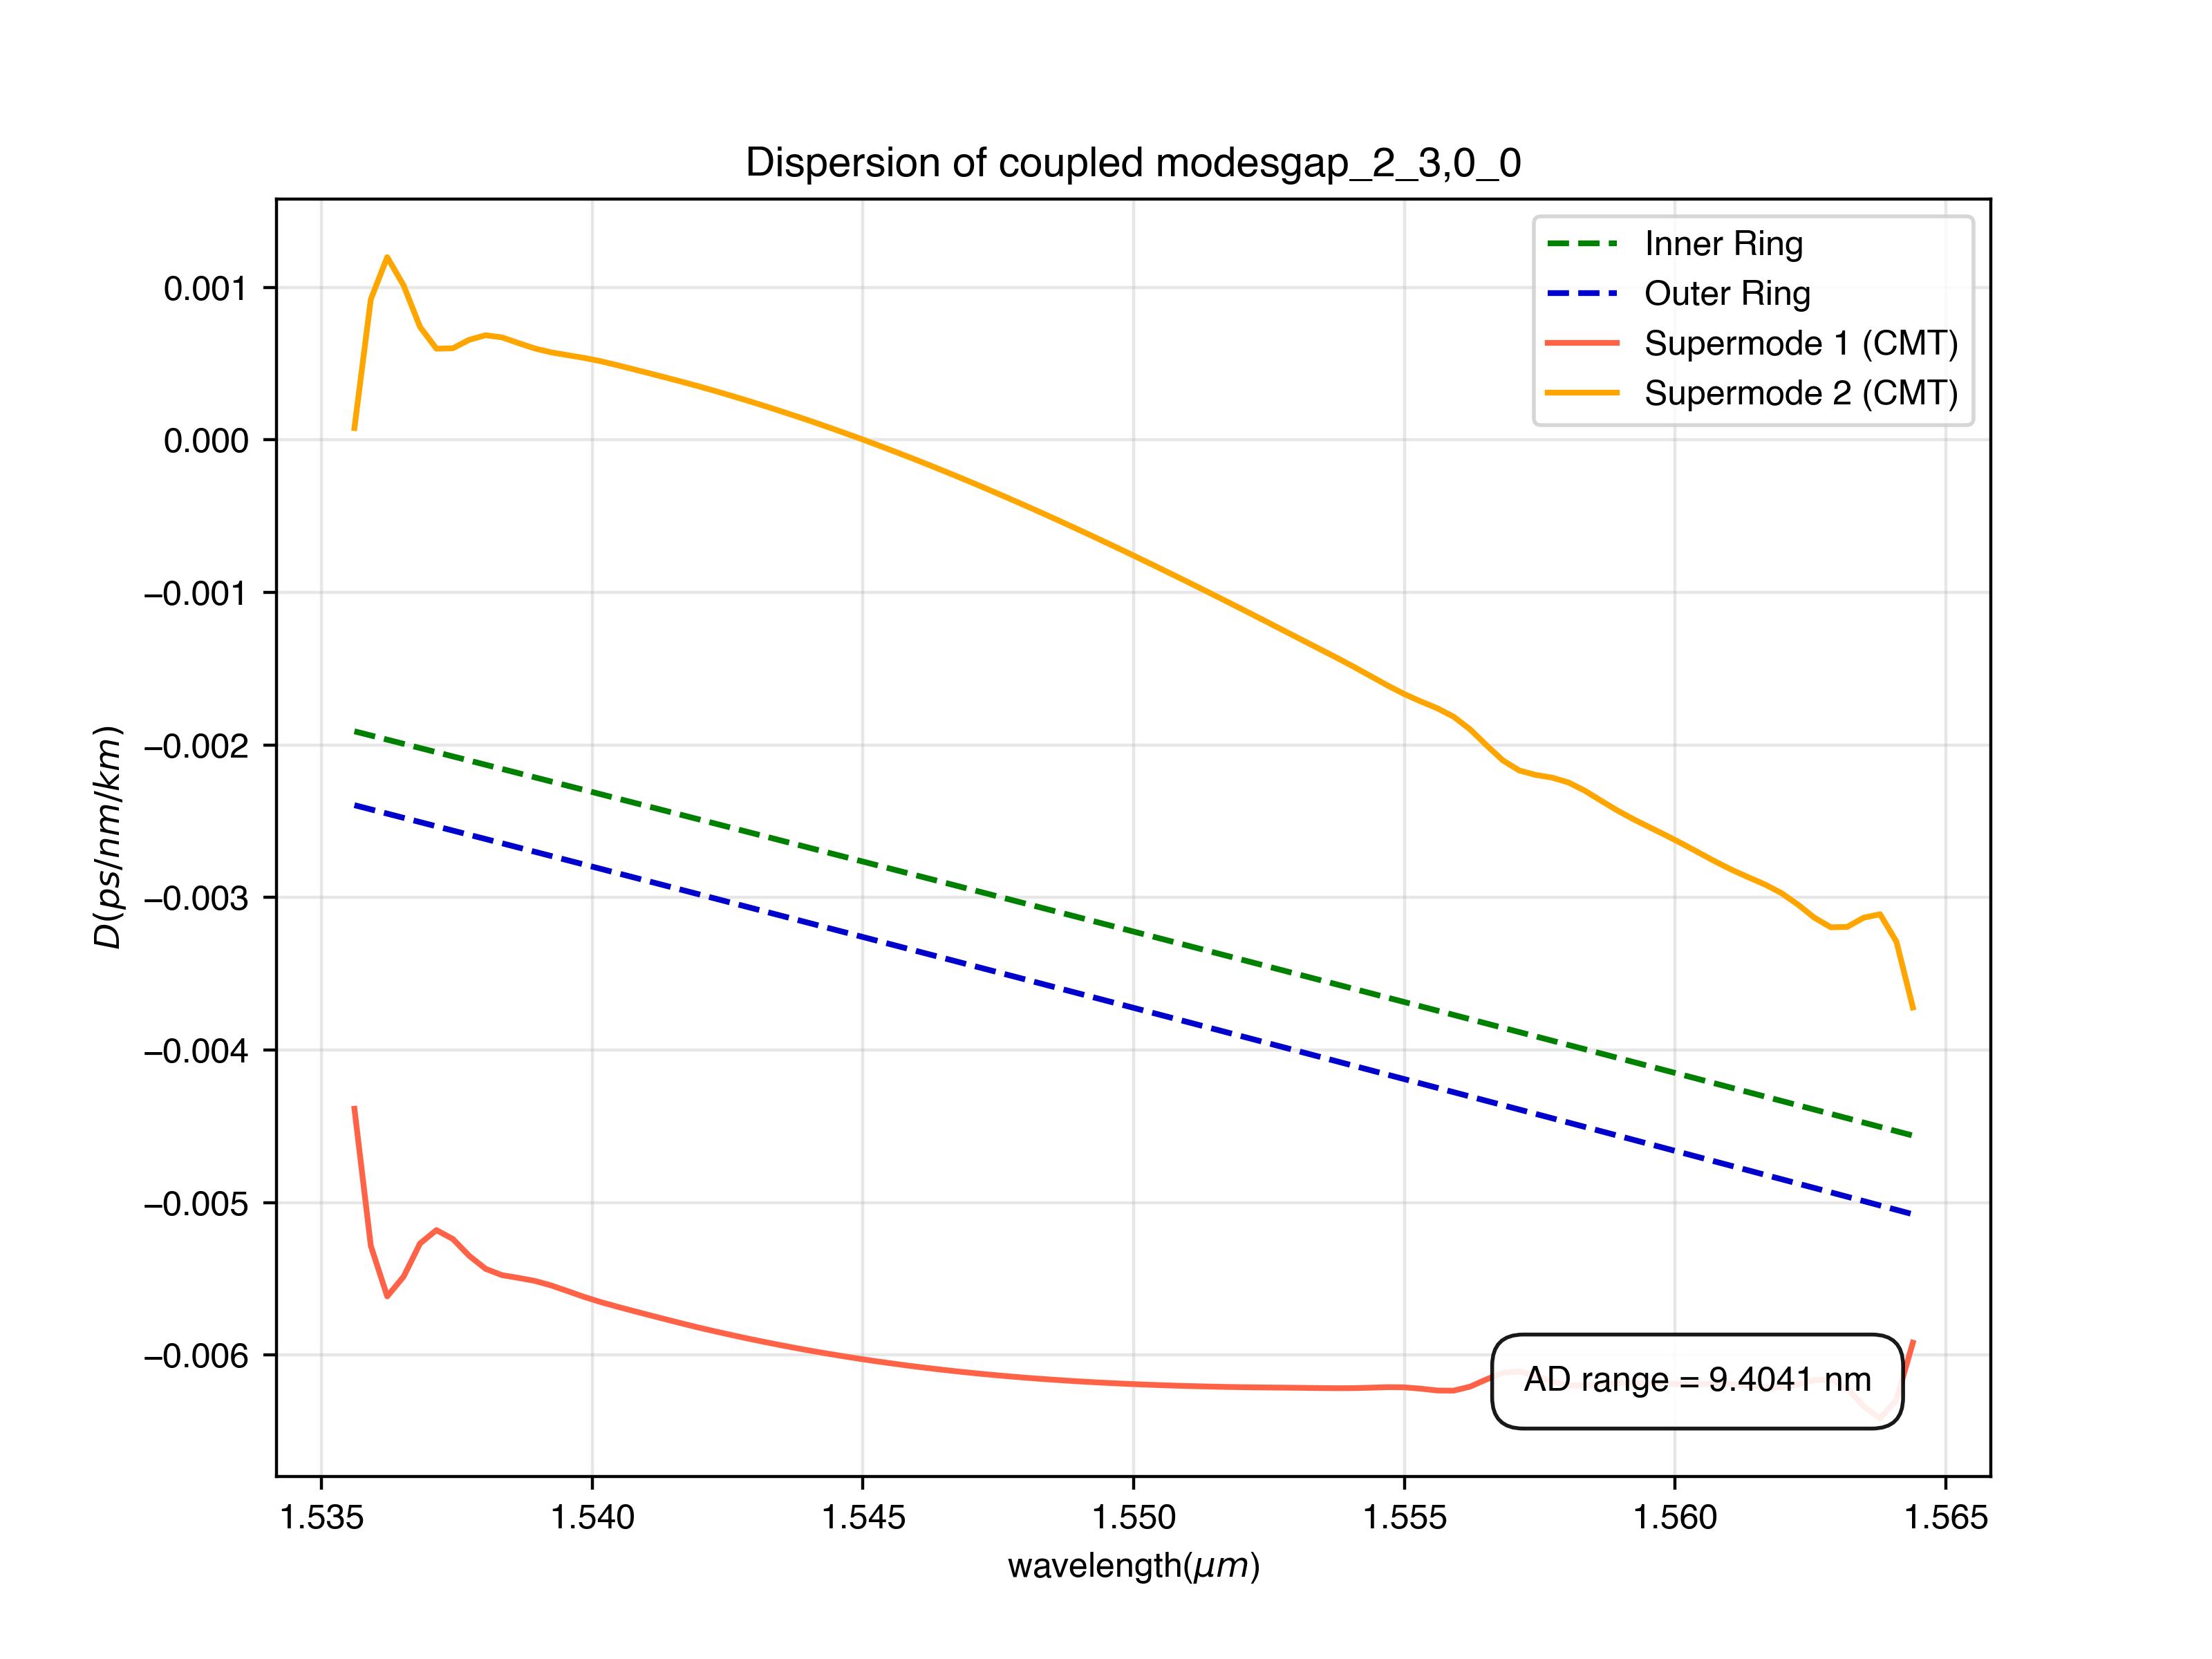 Dispersion of coupled modesgap_2_3,0_0
Inner Ring
Outer Ring
Supermode 1 (CMT)
Supermode 2 (CMT)
0.001
0.000
−0.001
−0.002
−0.003
−0.004
−0.005
−0.006
D(ps/nm/km)
AD range = 9.4041 nm
1.535 1.540 1.545 1.550 1.555 1.560 1.565
wavelength(μm)